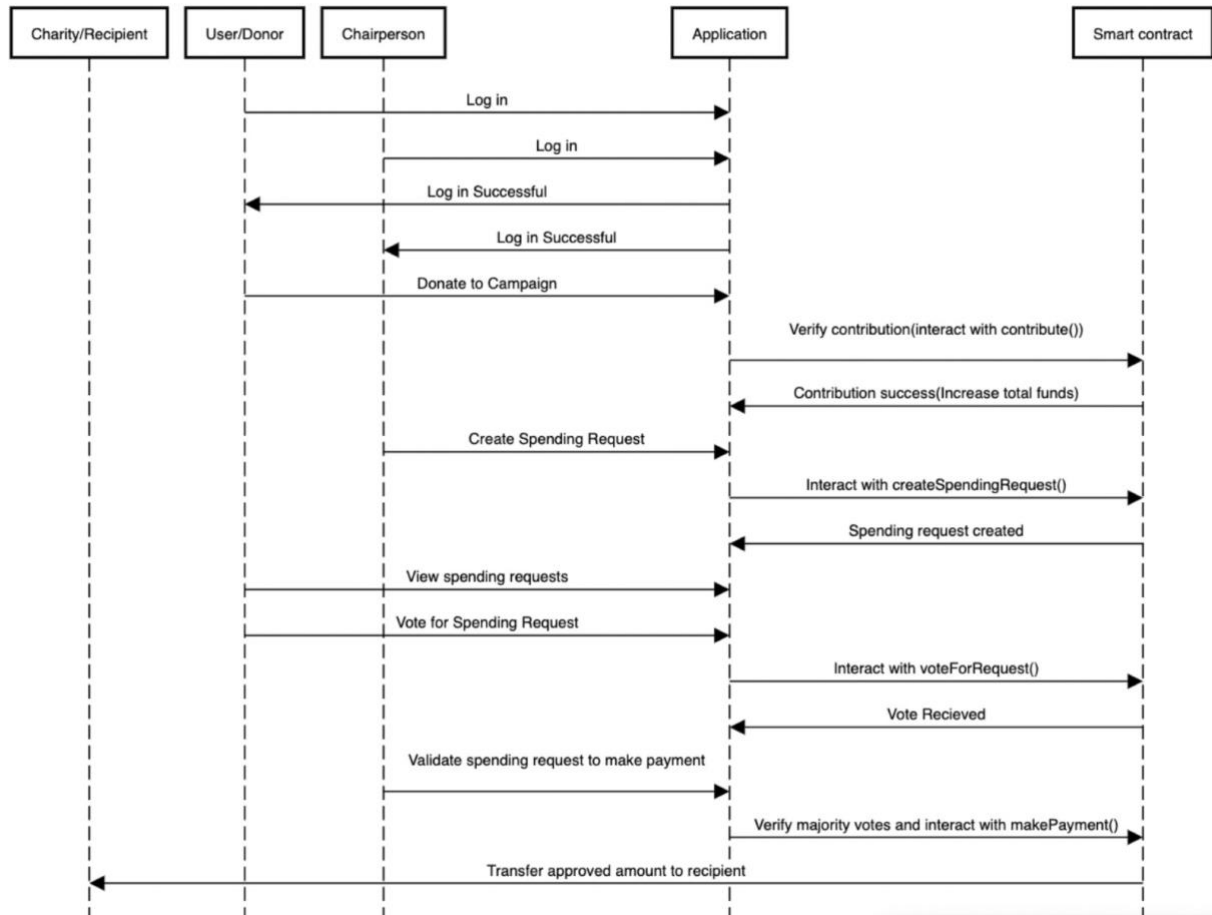 Charity/Recipient
User/Donor
Chairperson
Application
Smart contract
Log in
Log in
Log in Successful
Log in Successful
Donate to Campaign
Verify contribution(interact with contribute())
Contribution success(Increase total funds)
Create Spending Request
Interact with createSpendingRequest()
Spending request created
View spending requests
Vote for Spending Request
Interact with voteForRequest()
Vote Recieved
Validate spending request to make payment
Verify majority votes and interact with makePayment()
Transfer approved amount to recipient